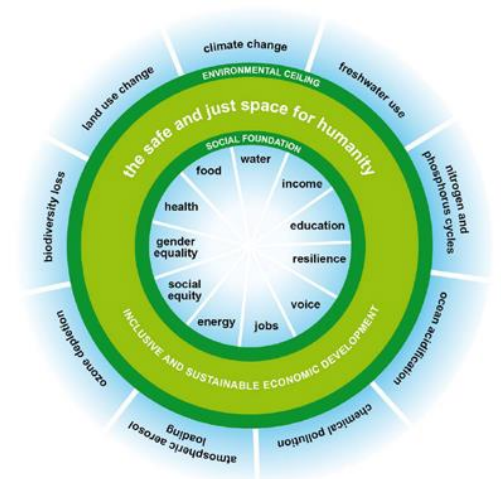 climate change
freshwater use
nitrogen and
phosphorus cycles
ocean acidification
chemical pollution
atmospheric aerosol
loading
ozone depletion
biodiversity loss
land use change
ENVIRONMENTAL CEILING
the safe and just space for humanity
SOCIAL FOUNDATION
water
income
education
resilience
voice
jobs
energy
social
equity
gender
equality
health
food
INCLUSIVE AND SUSTAINABLE ECONOMIC DEVELOPMENT